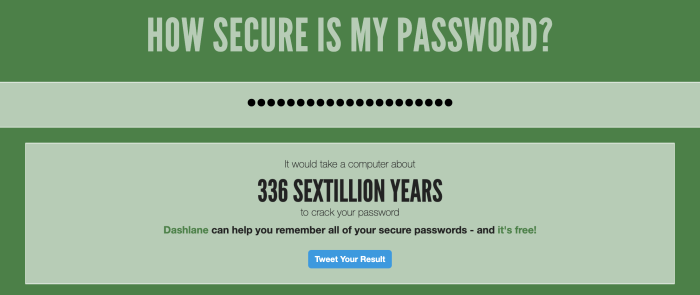 HOW SECURE IS MY PASSWORD?
●●●●●●●●●●●●●●●●●●●●●
It would take a computer about
336 SEXTILLION YEARS
to crack your password
Dashlane can help you remember all of your secure passwords - and it's free!
Tweet Your Result